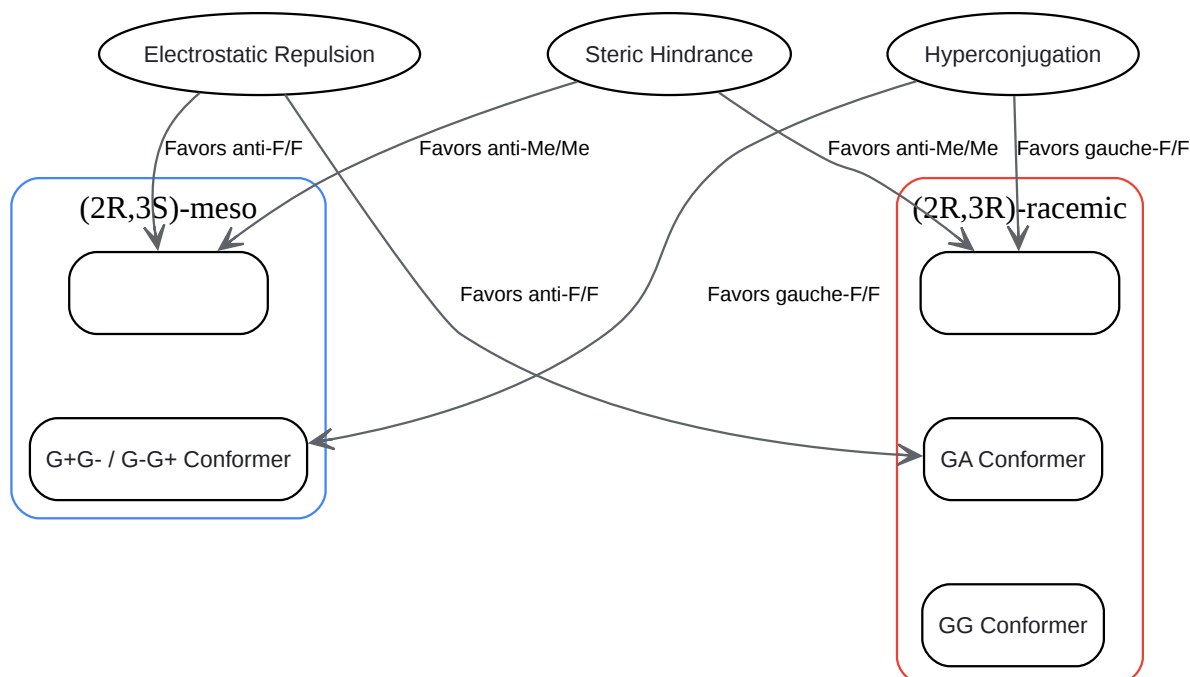 Electrostatic Repulsion
Steric Hindrance
Hyperconjugation
Favors anti-F/F
Favors anti-Me/Me
Favors anti-Me/Me
Favors gauche-F/F
(2R,3S)-meso
(2R,3R)-racemic
Favors anti-F/F
Favors gauche-F/F
G+G- / G-G+ Conformer
GA Conformer
GG Conformer